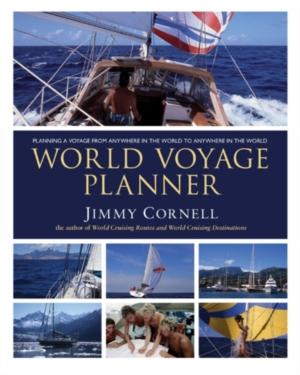 PLANNING A VOYAGE FROM ANYWHERE IN THE WORLD TO ANYWHERE IN THE WORLD
WORLD VOYAGE
PLANNER
JIMMY CORNELL
the author of World Cruising Routes and World Cruising Destinations